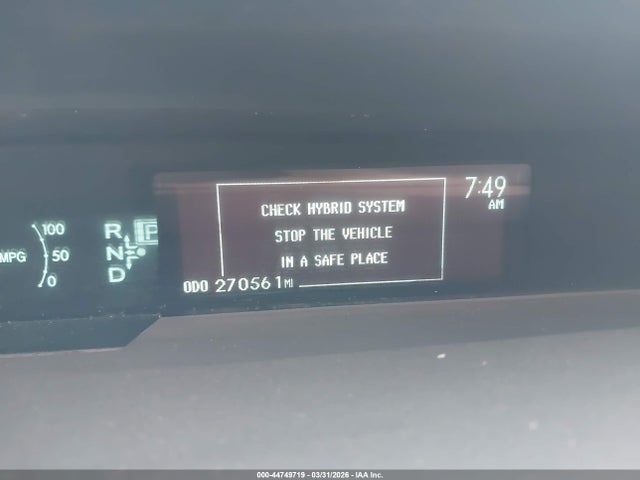 7:49
AM
CHECK HYBRID SYSTEM
STOP THE VEHICLE
IN A SAFE PLACE
ODO 270561 MI
MPG
100
50
0
R
N
D
P
000-44749719 - 03/31/2026 - IAA Inc.